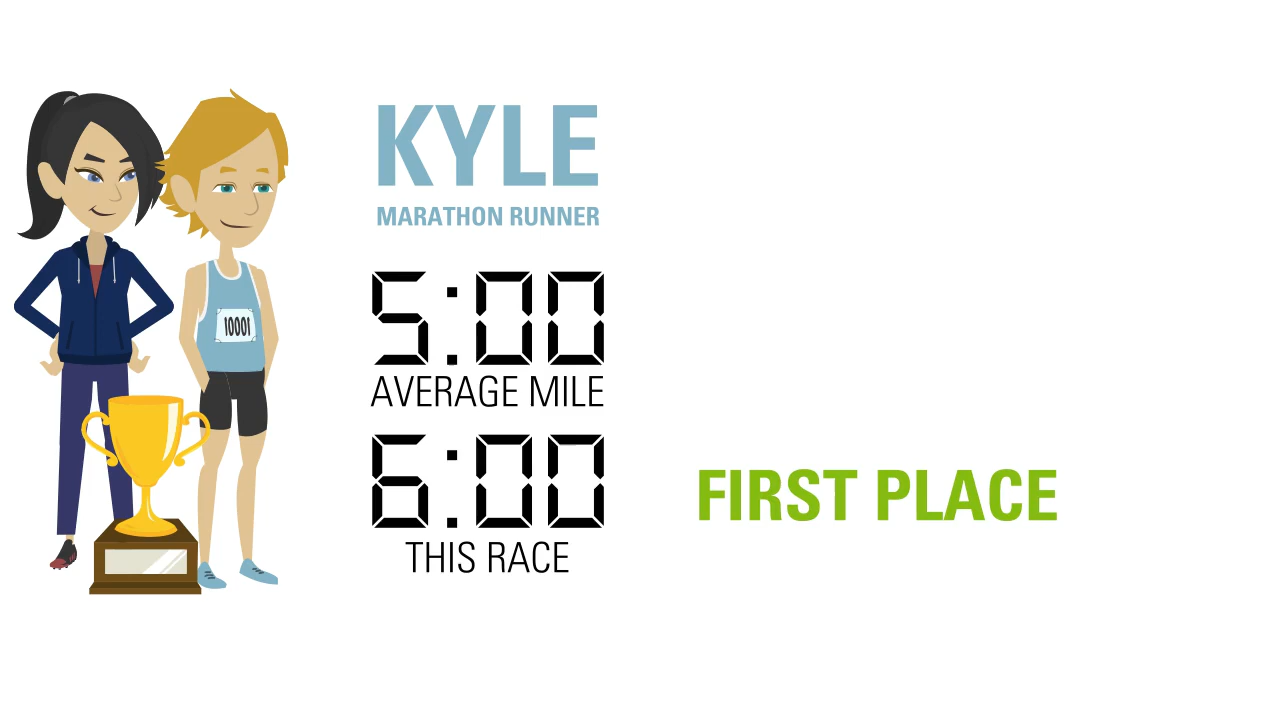 KYLE
MARATHON RUNNER
10001
5:00
AVERAGE MILE
6:00
THIS RACE
FIRST PLACE